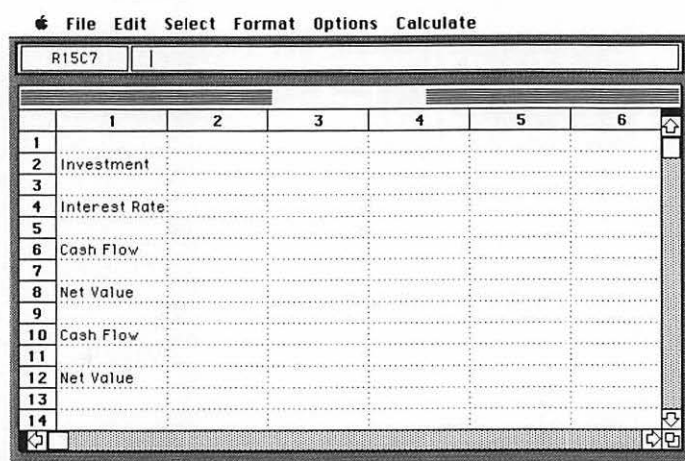 File Edit Select Format Options Calculate
R15C7
1 2 3 4 5 6
1
2 Investment
3
4 Interest Rate
5
6 Cash Flow
7
8 Net Value
9
10 Cash Flow
11
12 Net Value
13
14